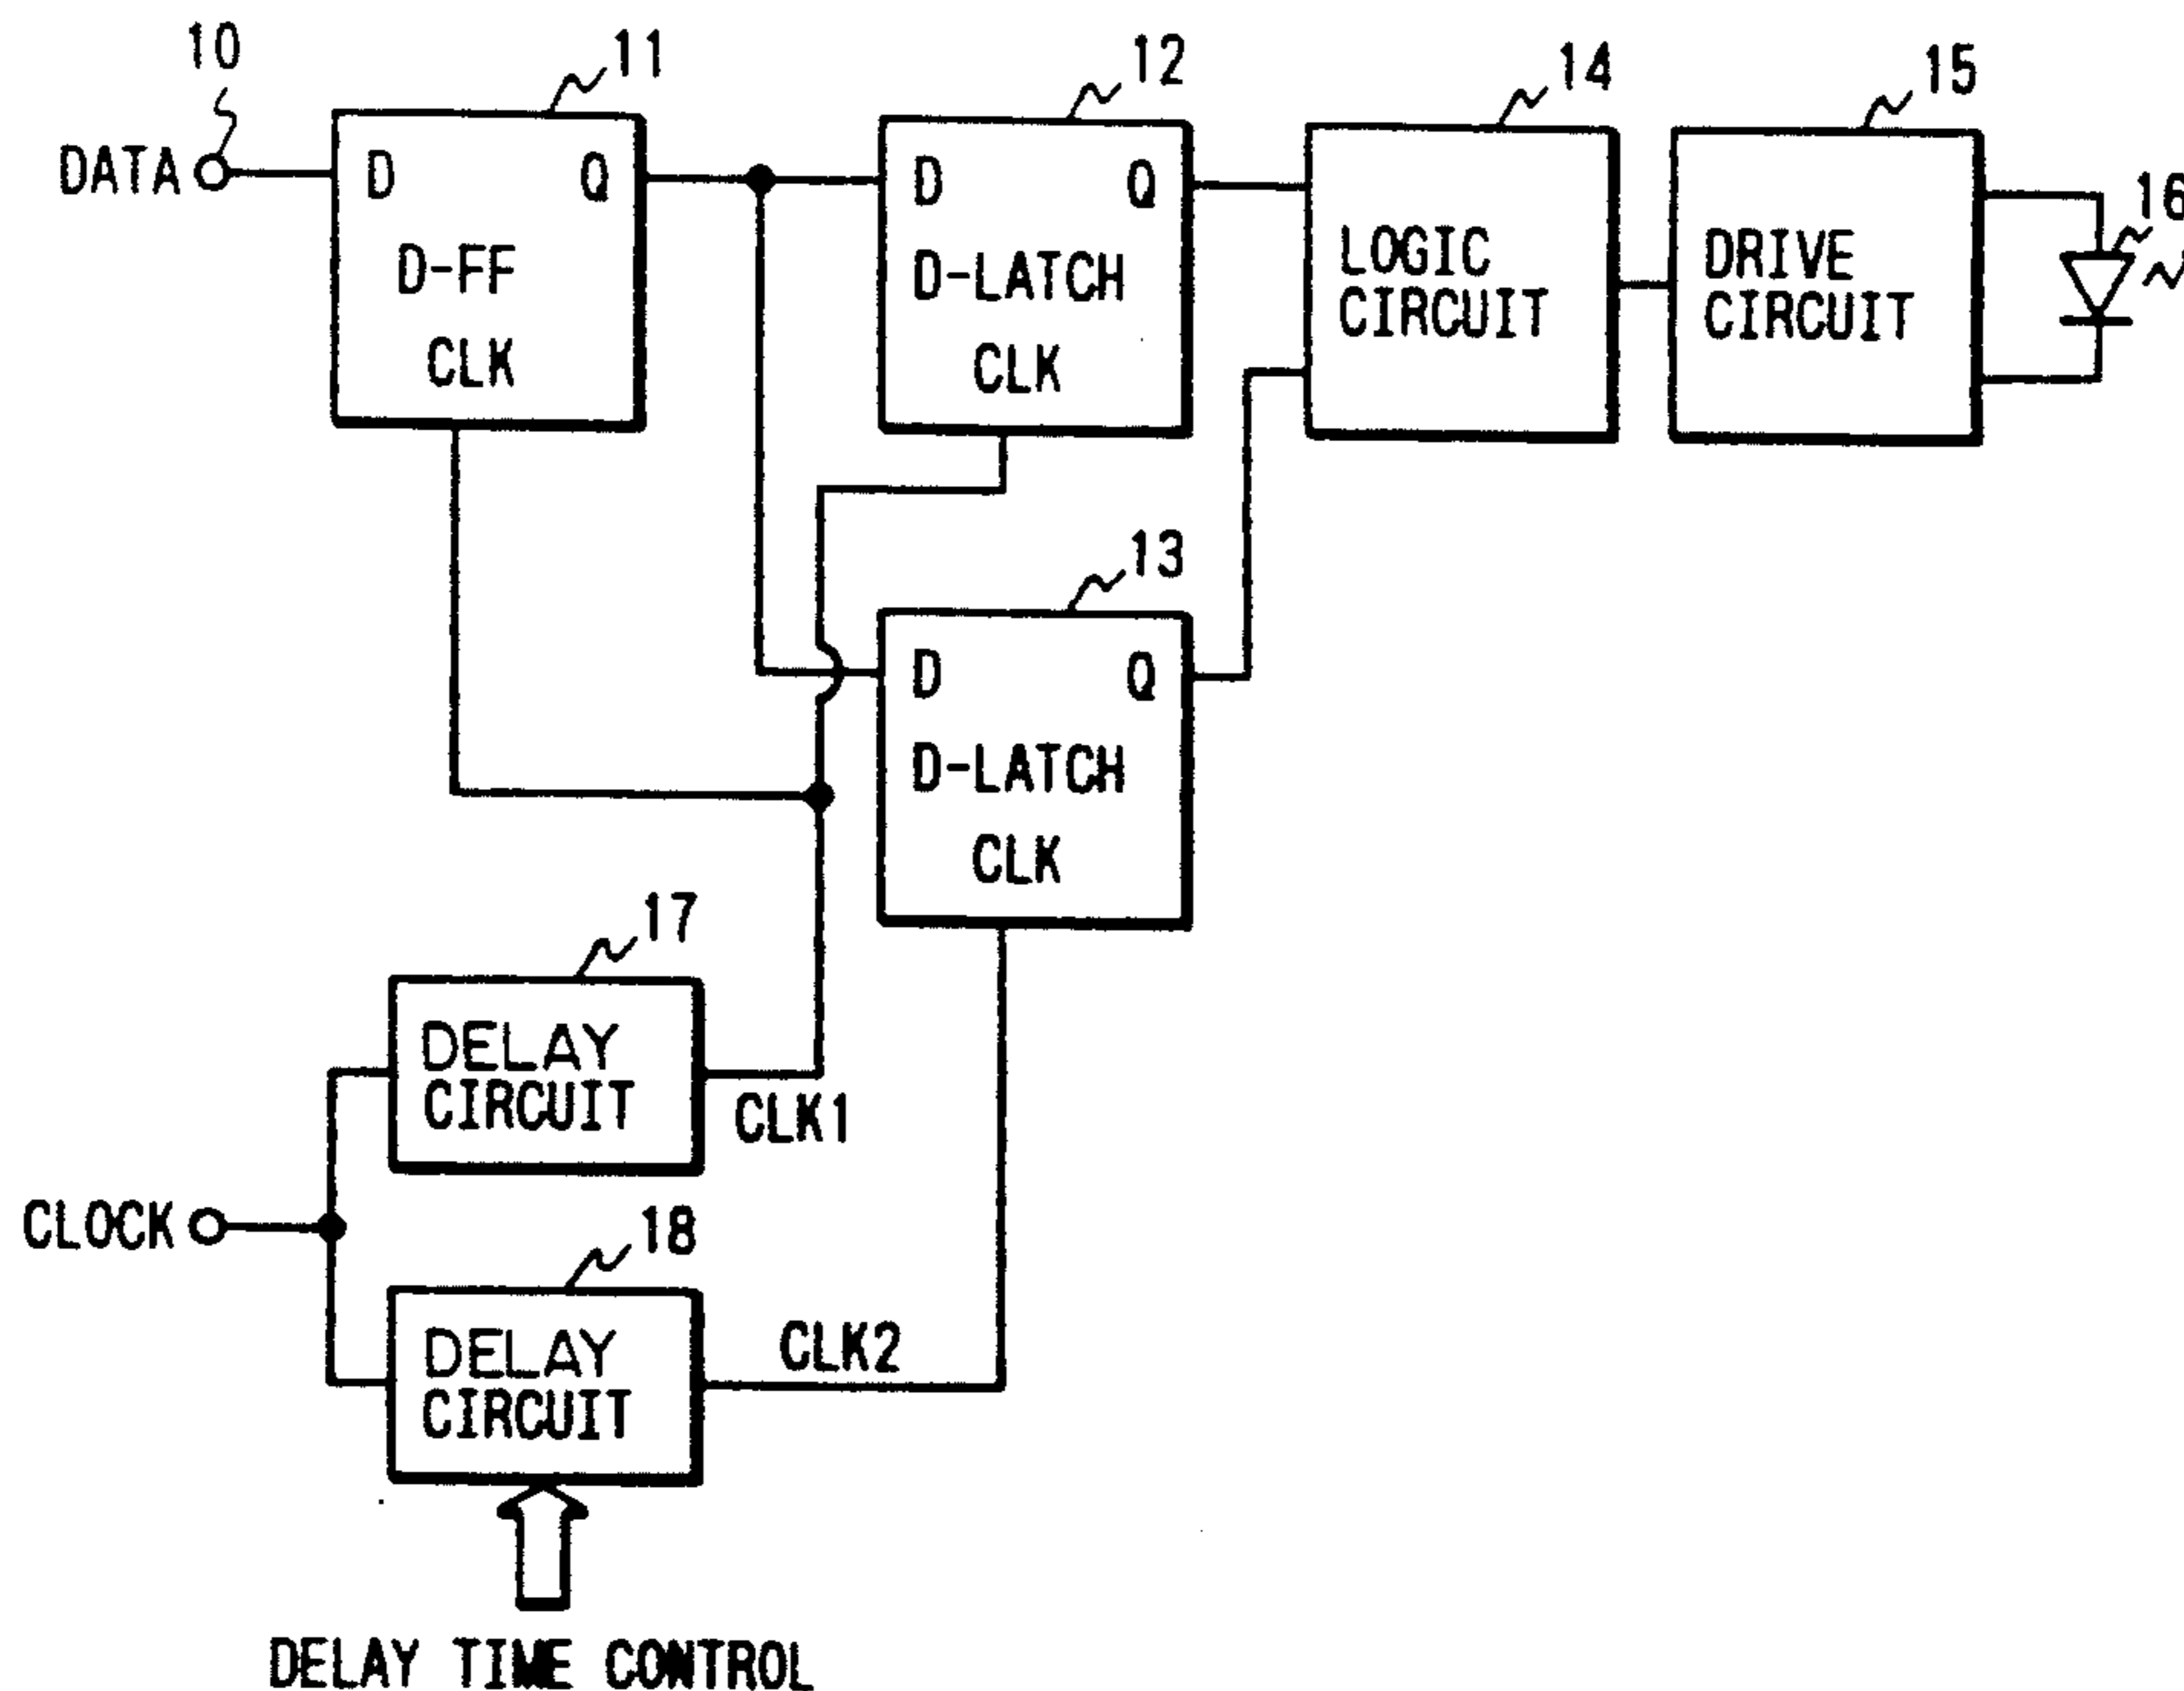 10
11
12
14
15
DATA
D
Q
D
Q
16
D-FF
D-LATCH
LOGIC
CIRCUIT
DRIVE
CIRCUIT
CLK
CLK
13
D
Q
D-LATCH
CLK
17
DELAY
CIRCUIT
CLK1
CLOCK
18
DELAY
CIRCUIT
CLK2
DELAY TIME CONTROL